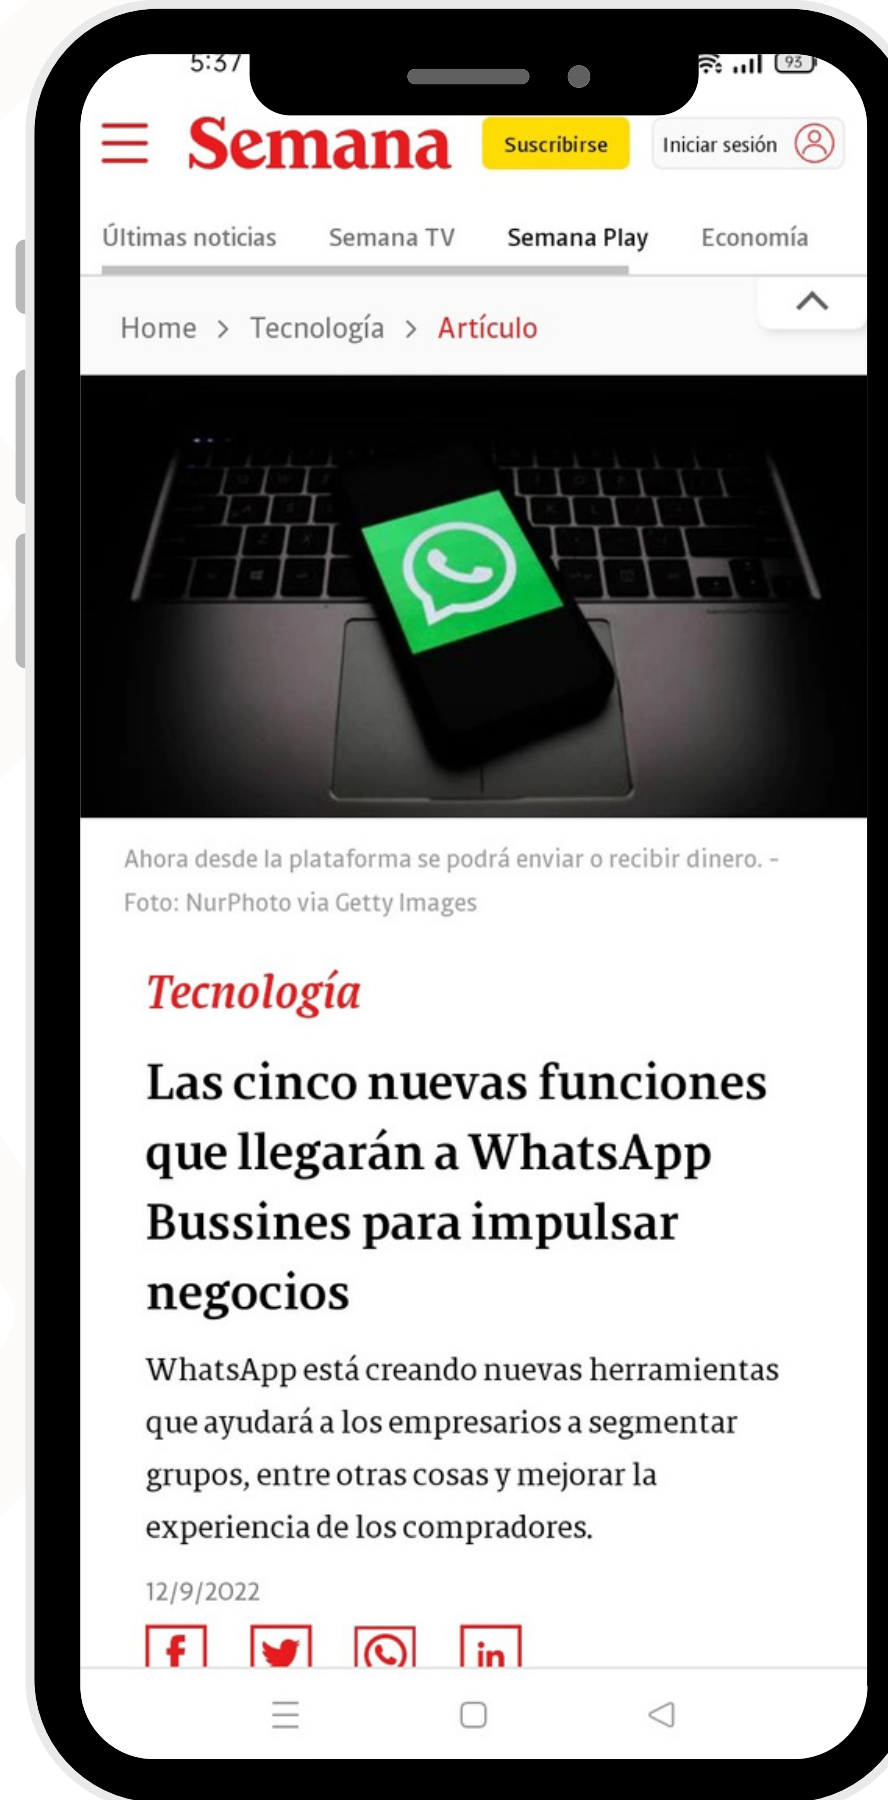 5:37
93
Semana
Suscribirse
Iniciar sesión
Últimas noticias Semana TV Semana Play Economía
Home > Tecnología > Artículo
Ahora desde la plataforma se podrá enviar o recibir dinero. -
Foto: NurPhoto via Getty Images
Tecnología
Las cinco nuevas funciones
que llegarán a WhatsApp
Bussines para impulsar
negocios
WhatsApp está creando nuevas herramientas
que ayudará a los empresarios a segmentar
grupos, entre otras cosas y mejorar la
experiencia de los compradores.
12/9/2022